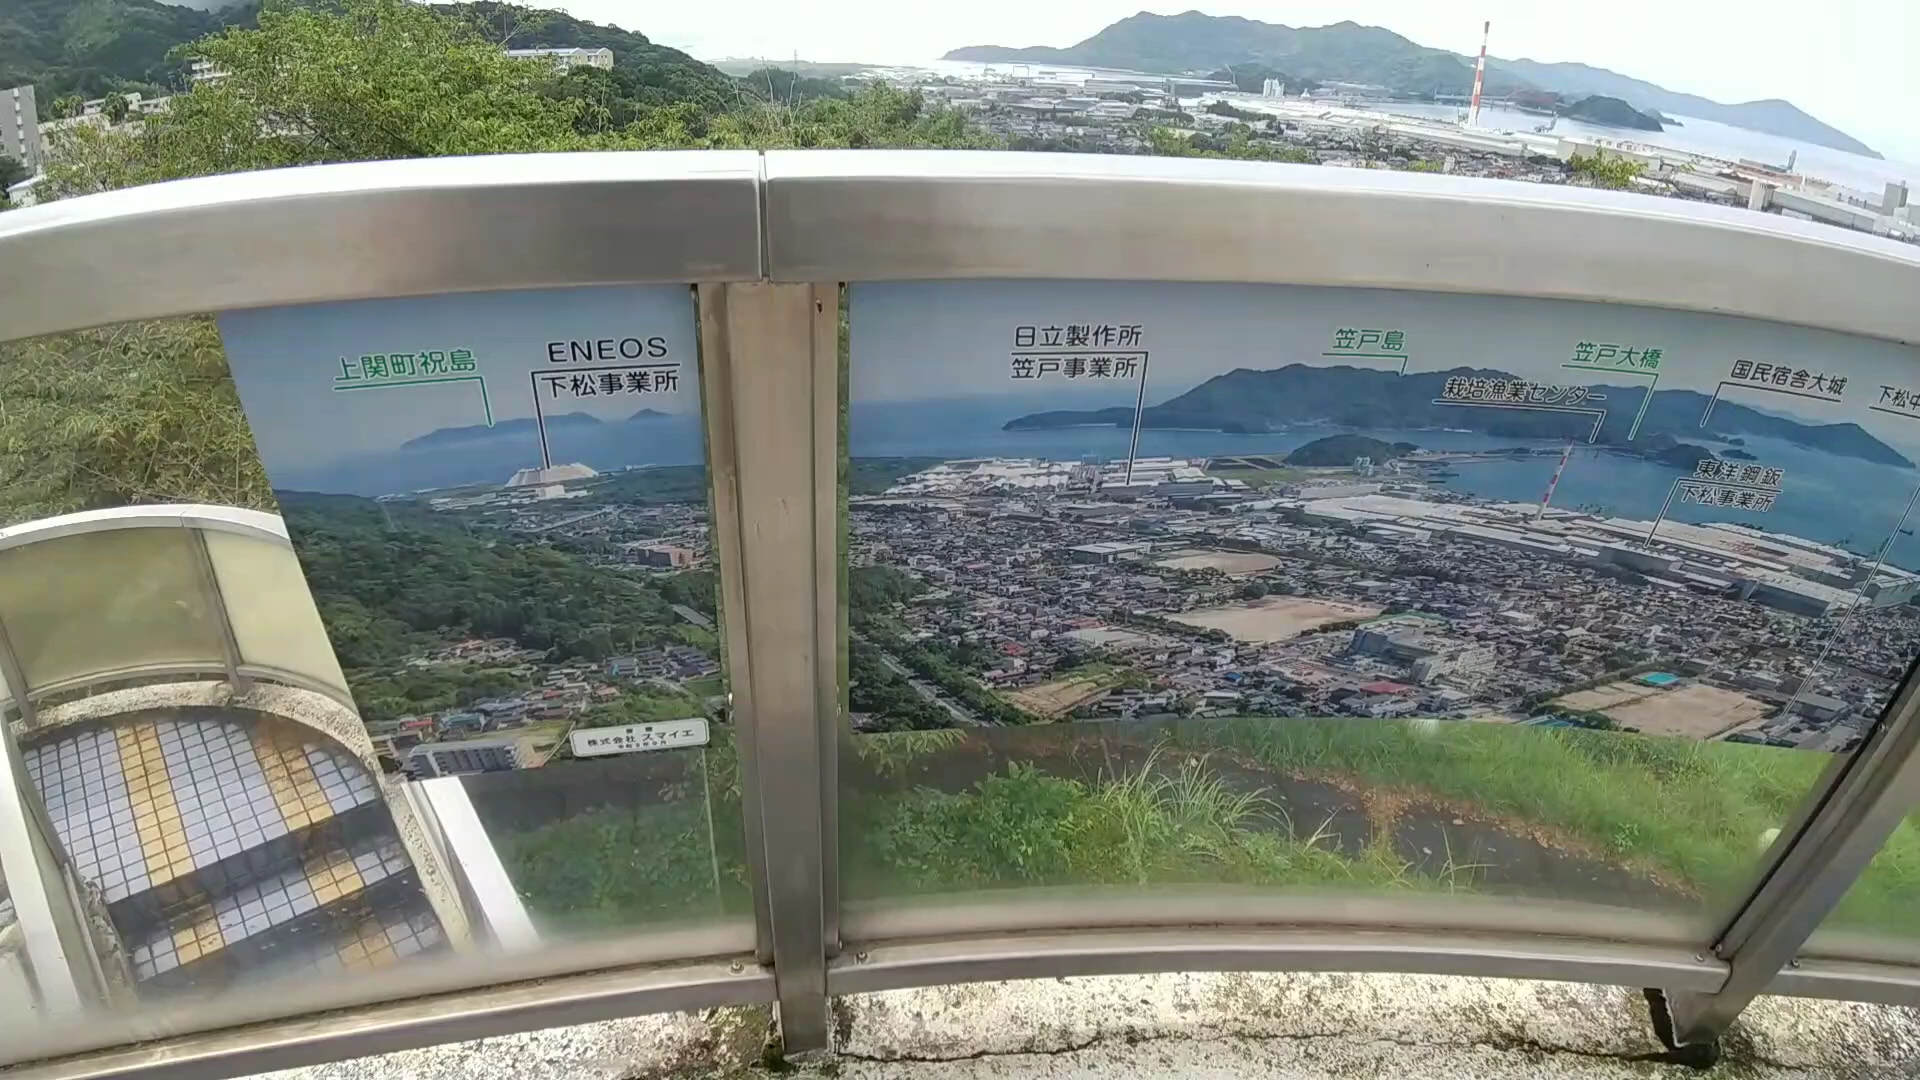 上関町祝島
ENEOS
下松事業所
株式会社 スマイエ
日立製作所
笠戸事業所
笠戸島
栽培漁業センター
笠戸大橋
国民宿舎大城
東洋鋼鈑
下松事業所
下松中